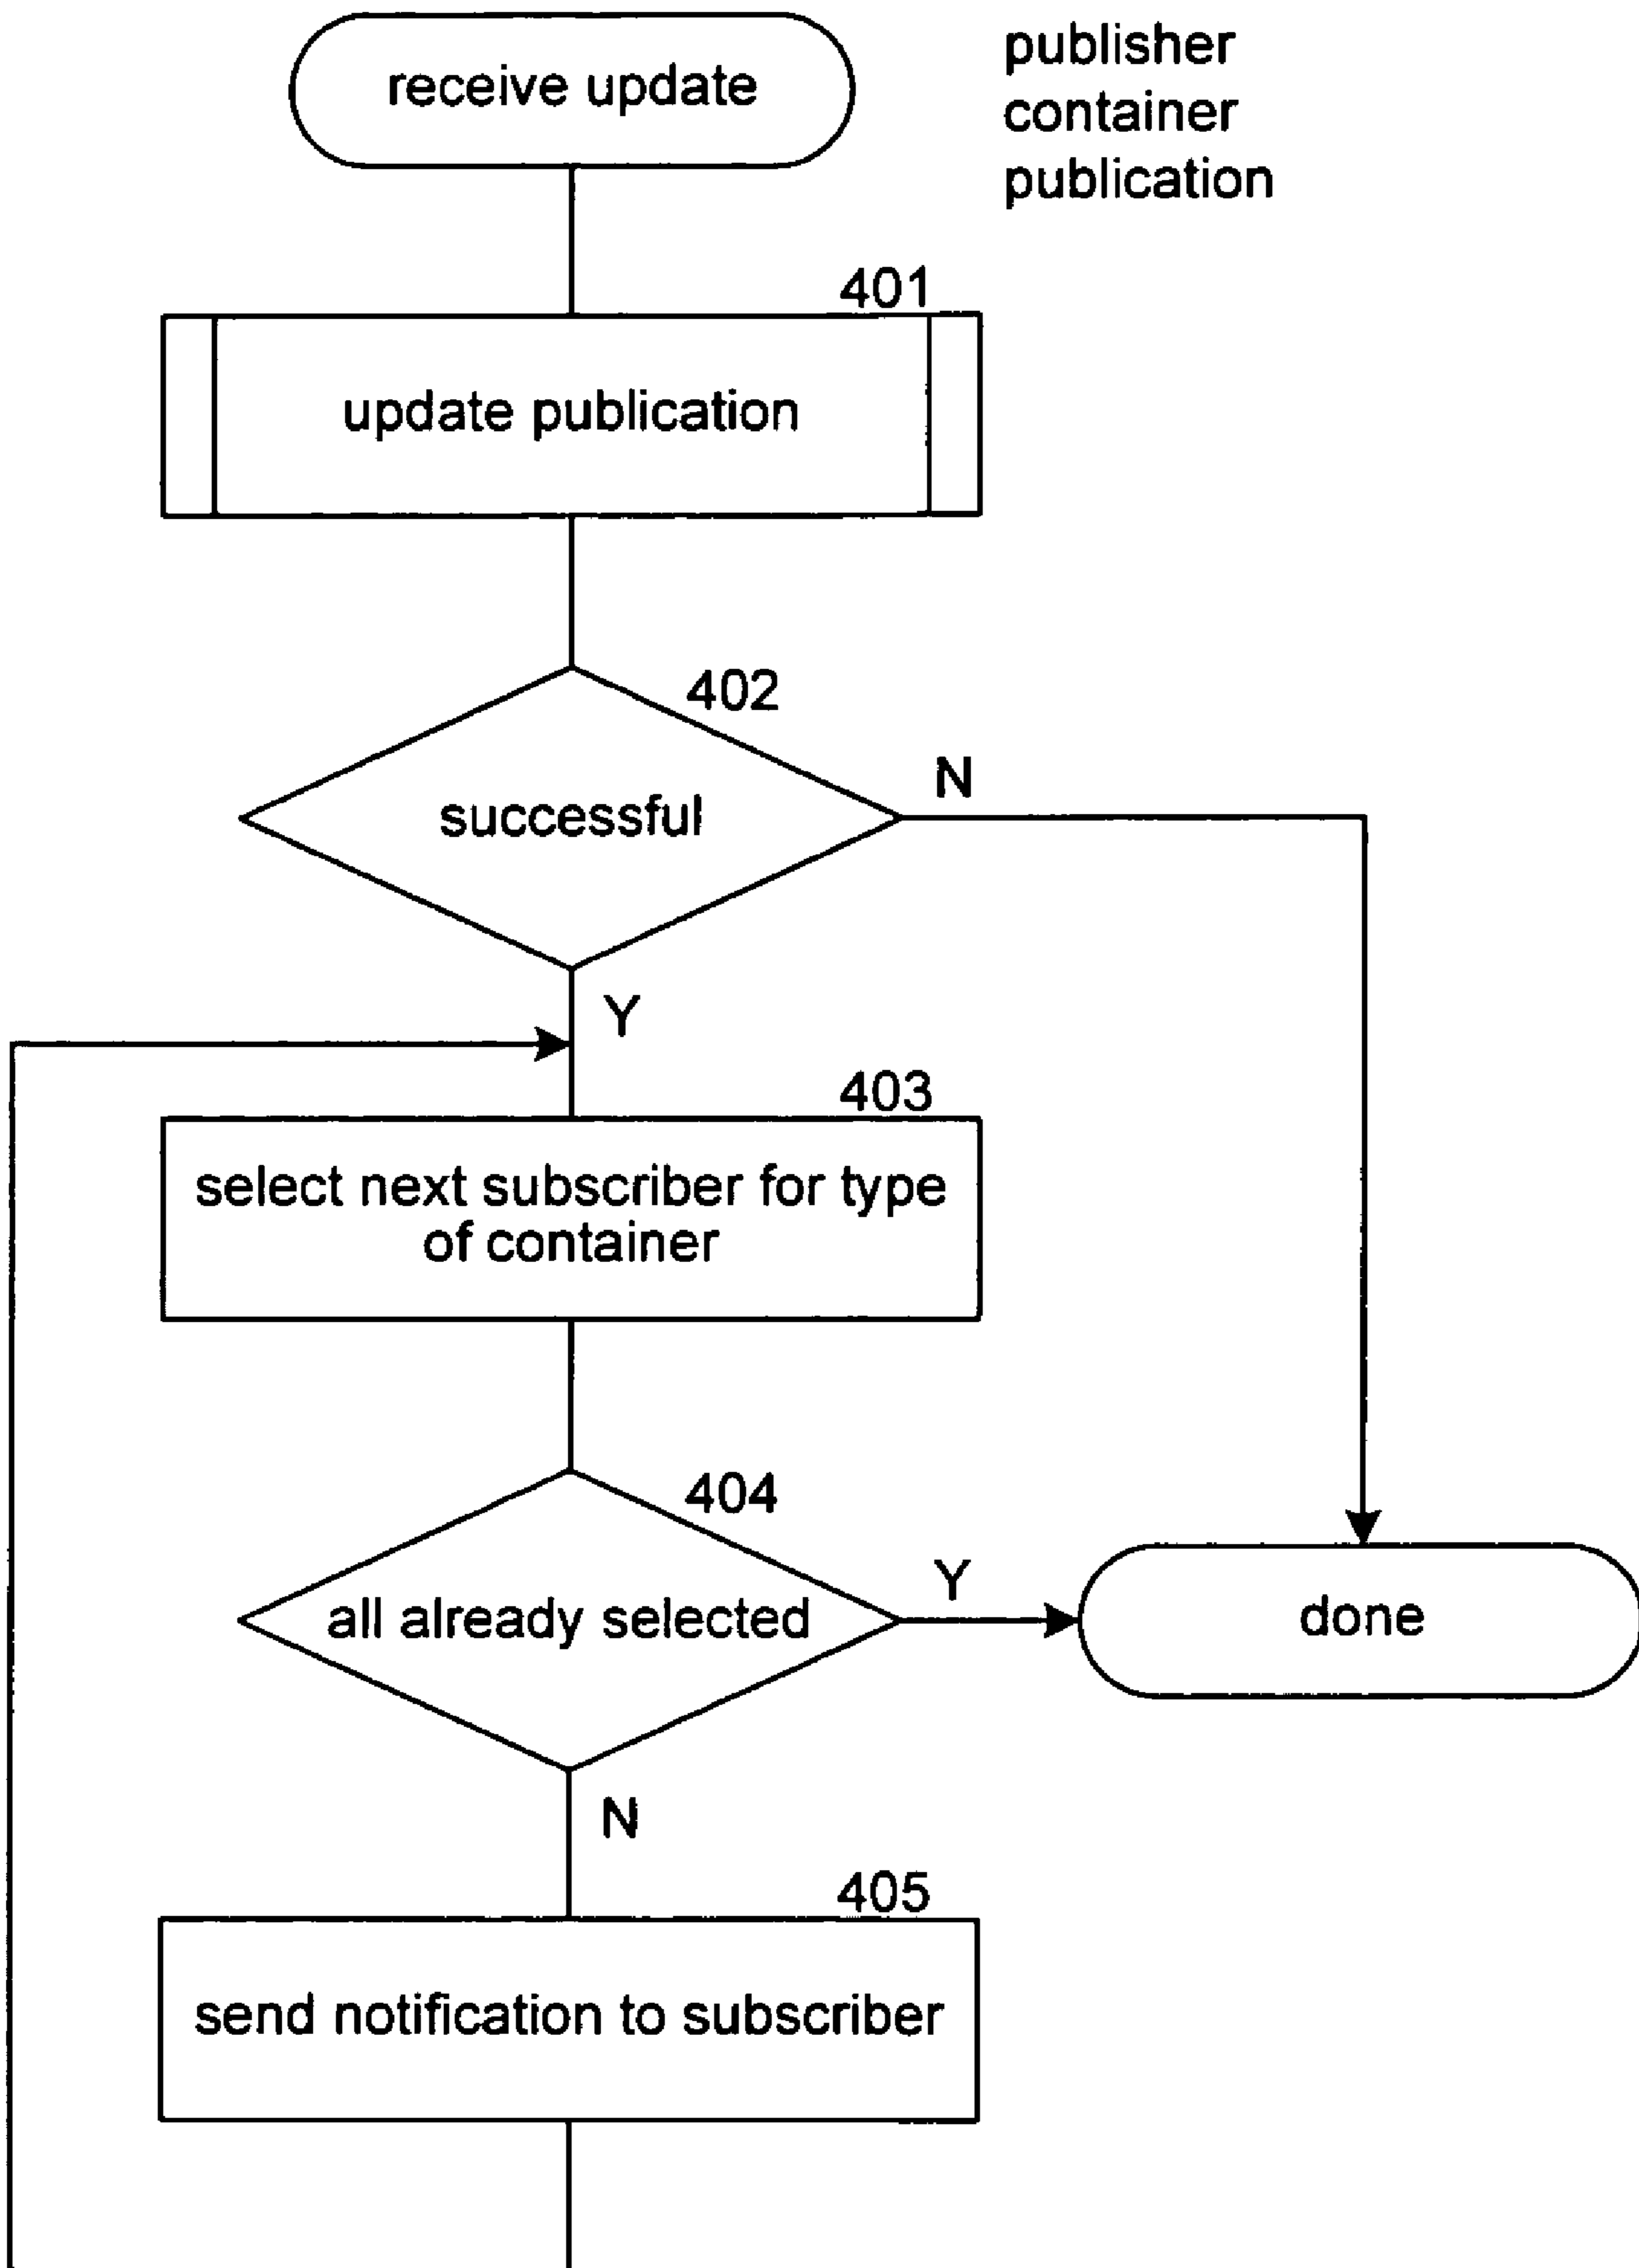 receive update
publisher
container
publication
401
update publication
402
successful
N
Y
403
select next subscriber for type
of container
404
all already selected
Y
done
N
405
send notification to subscriber